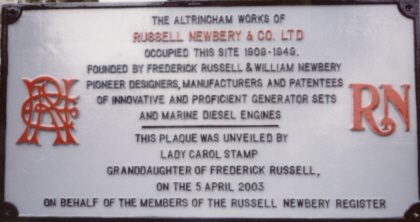 THE ALTRINCHAM WORKS OF
RUSSELL NEWBERY & CO. LTD
OCCUPIED THIS SITE 1909-1949.
FOUNDED BY FREDERICK RUSSELL & WILLIAM NEWBERY
PIONEER DESIGNERS, MANUFACTURERS AND PATENTEES
OF INNOVATIVE AND PROFICIENT GENERATOR SETS
AND MARINE DIESEL ENGINES
RN
THIS PLAQUE WAS UNVEILED BY
LADY CAROL STAMP
GRANDDAUGHTER OF FREDERICK RUSSELL,
ON THE 5 APRIL 2003
ON BEHALF OF THE MEMBERS OF THE RUSSELL NEWBERY REGISTER